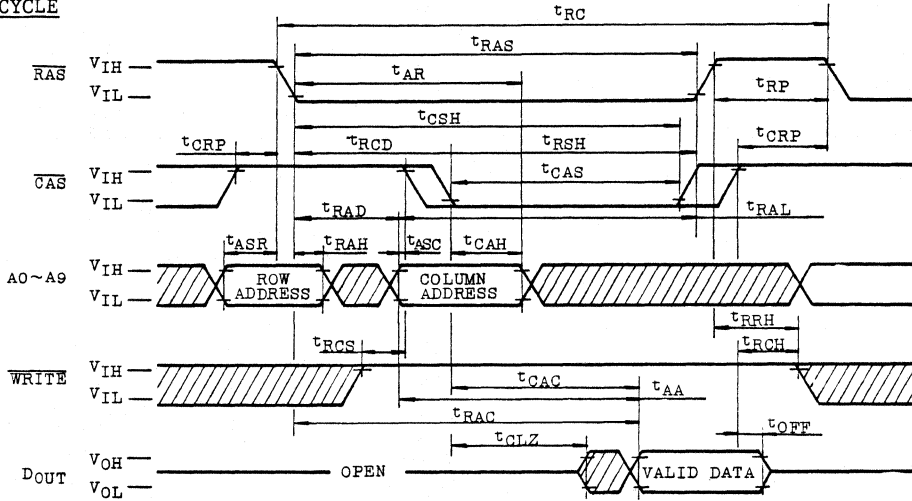 CYCLE
tRC
tRAS
tAR
RAS VIH
VIL
tRP
tCSH
tCRP tRCD tRSH tCRP
CAS VIH
VIL
tCAS
tRAD tRAL
tASR tRAH tASC tCAH
A0~A9 VIH
VIL
ROW
ADDRESS
COLUMN
ADDRESS
tRRH
tRCS tRCH
WRITE VIH
VIL
tCAC tAA
tRAC
tCLZ tOFF
DOUT VOH
VOL
OPEN VALID DATA